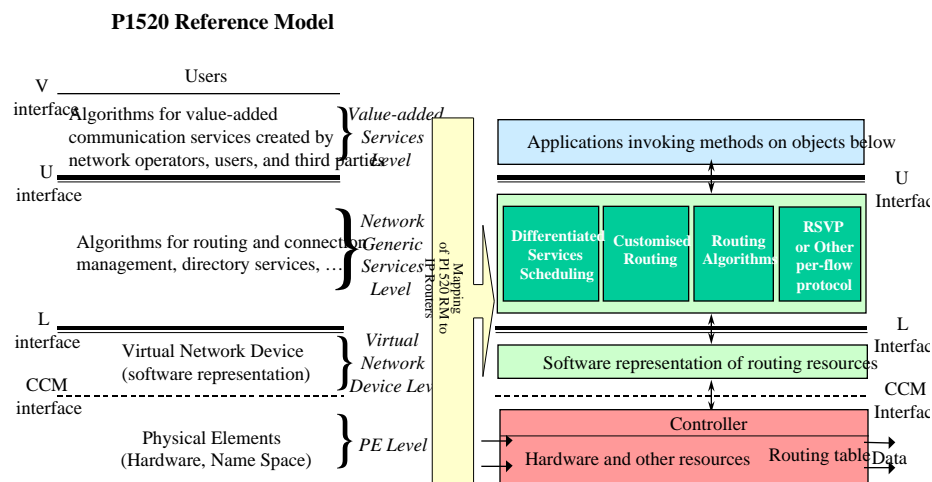 P1520 Reference Model
Users
V
interface
Algorithms for value-added
communication services created by
network operators, users, and third parties
Value-added
Services
Level
U
interface
Algorithms for routing and connection
management, directory services, …
Network
Generic
Services
Level
L
interface
Virtual Network Device
(software representation)
Virtual
Network
Device Lev
CCM
interface
Physical Elements
(Hardware, Name Space)
PE Level
Mapping
of P1520 RM to
IP Routers
Applications invoking methods on objects below
U
Interface
Differentiated
Services
Scheduling
Customised
Routing
Routing
Algorithms
RSVP
or Other
per-flow
protocol
L
Interface
Software representation of routing resources
CCM
Interface
Controller
Hardware and other resources
Routing table
Data